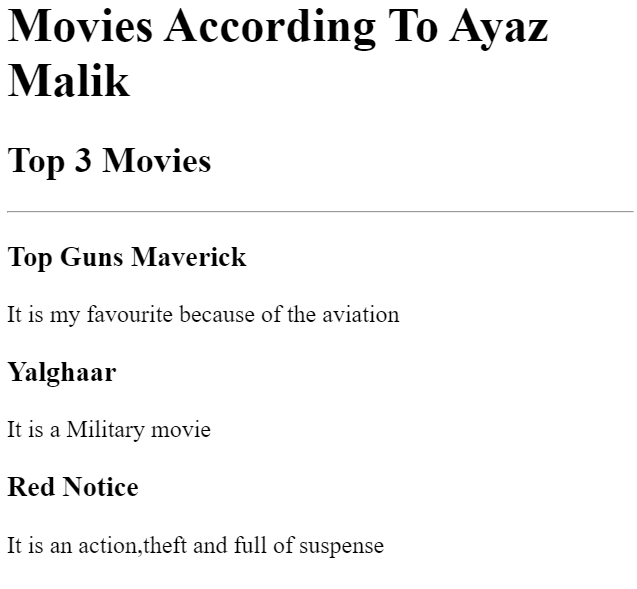 Movies According To Ayaz
Malik
Top 3 Movies
Top Guns Maverick
It is my favourite because of the aviation
Yalghaar
It is a Military movie
Red Notice
It is an action,theft and full of suspense